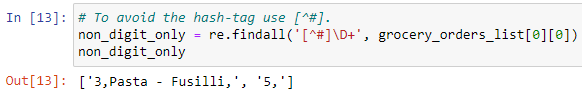 In [13]: # To avoid the hash-tag use [^#].
non_digit_only = re.findall('[^#]\D+', grocery_orders_list[0][0])
non_digit_only
Out[13]: ['3,Pasta - Fusilli,', '5,']